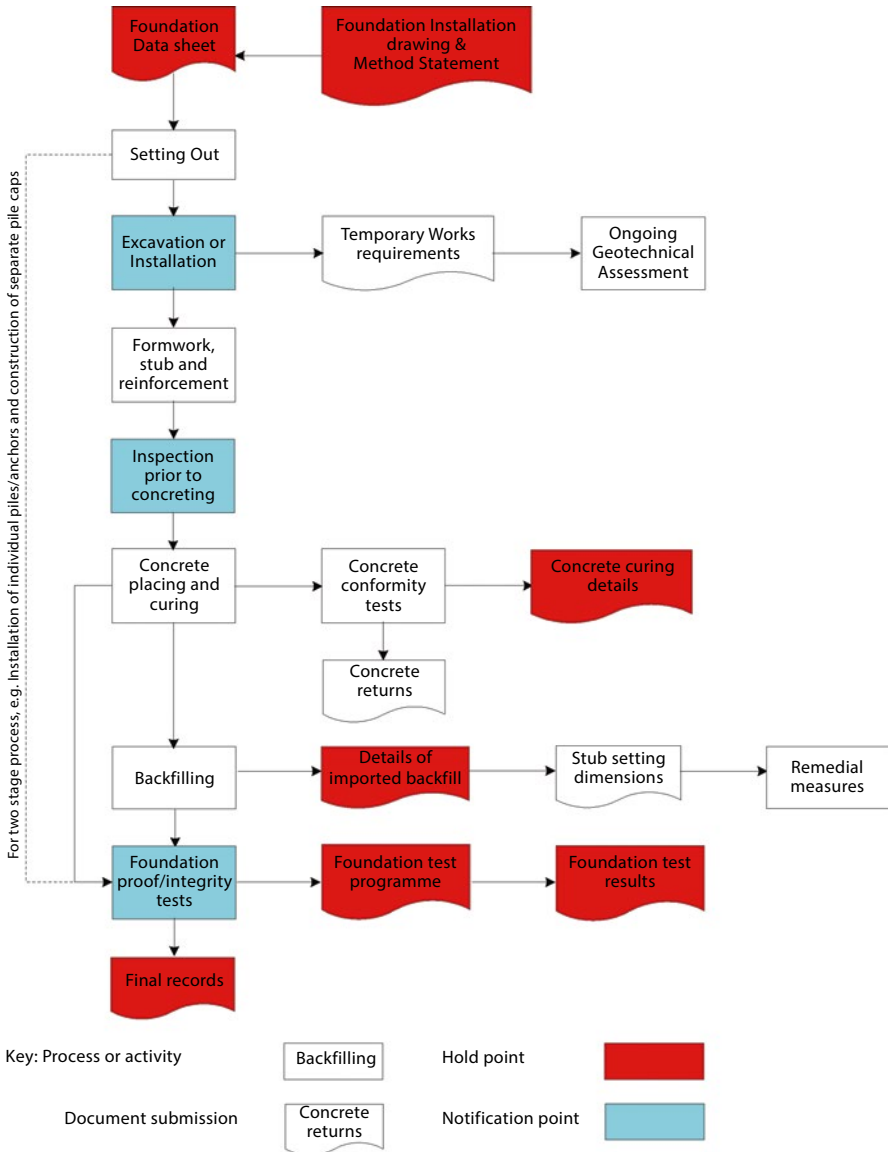 Foundation
Data sheet
Foundation Installation
drawing &
Method Statement
Setting Out
For two stage process, e.g. Installation of individual piles/anchors and construction of separate pile caps
Excavation or
Installation
Temporary Works
requirements
Ongoing
Geotechnical
Assessment
Formwork,
stub and
reinforcement
Inspection
prior to
concreting
Concrete
placing and
curing
Concrete
conformity
tests
Concrete curing
details
Concrete
returns
Backfilling
Details of
imported backfill
Stub setting
dimensions
Remedial
measures
Foundation
proof/integrity
tests
Foundation test
programme
Foundation test
results
Final records
Key: Process or activity
Backfilling
Hold point
Document submission
Concrete
returns
Notification point